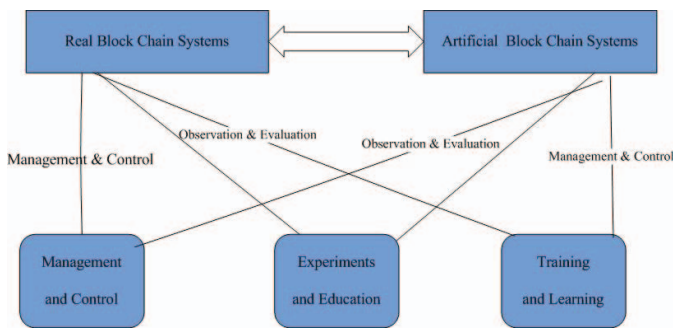 Real Block Chain Systems
Artificial Block Chain Systems
Observation & Evaluation
Observation & Evaluation
Management & Control
Management & Control
Management
and Control
Experiments
and Education
Training
and Learning